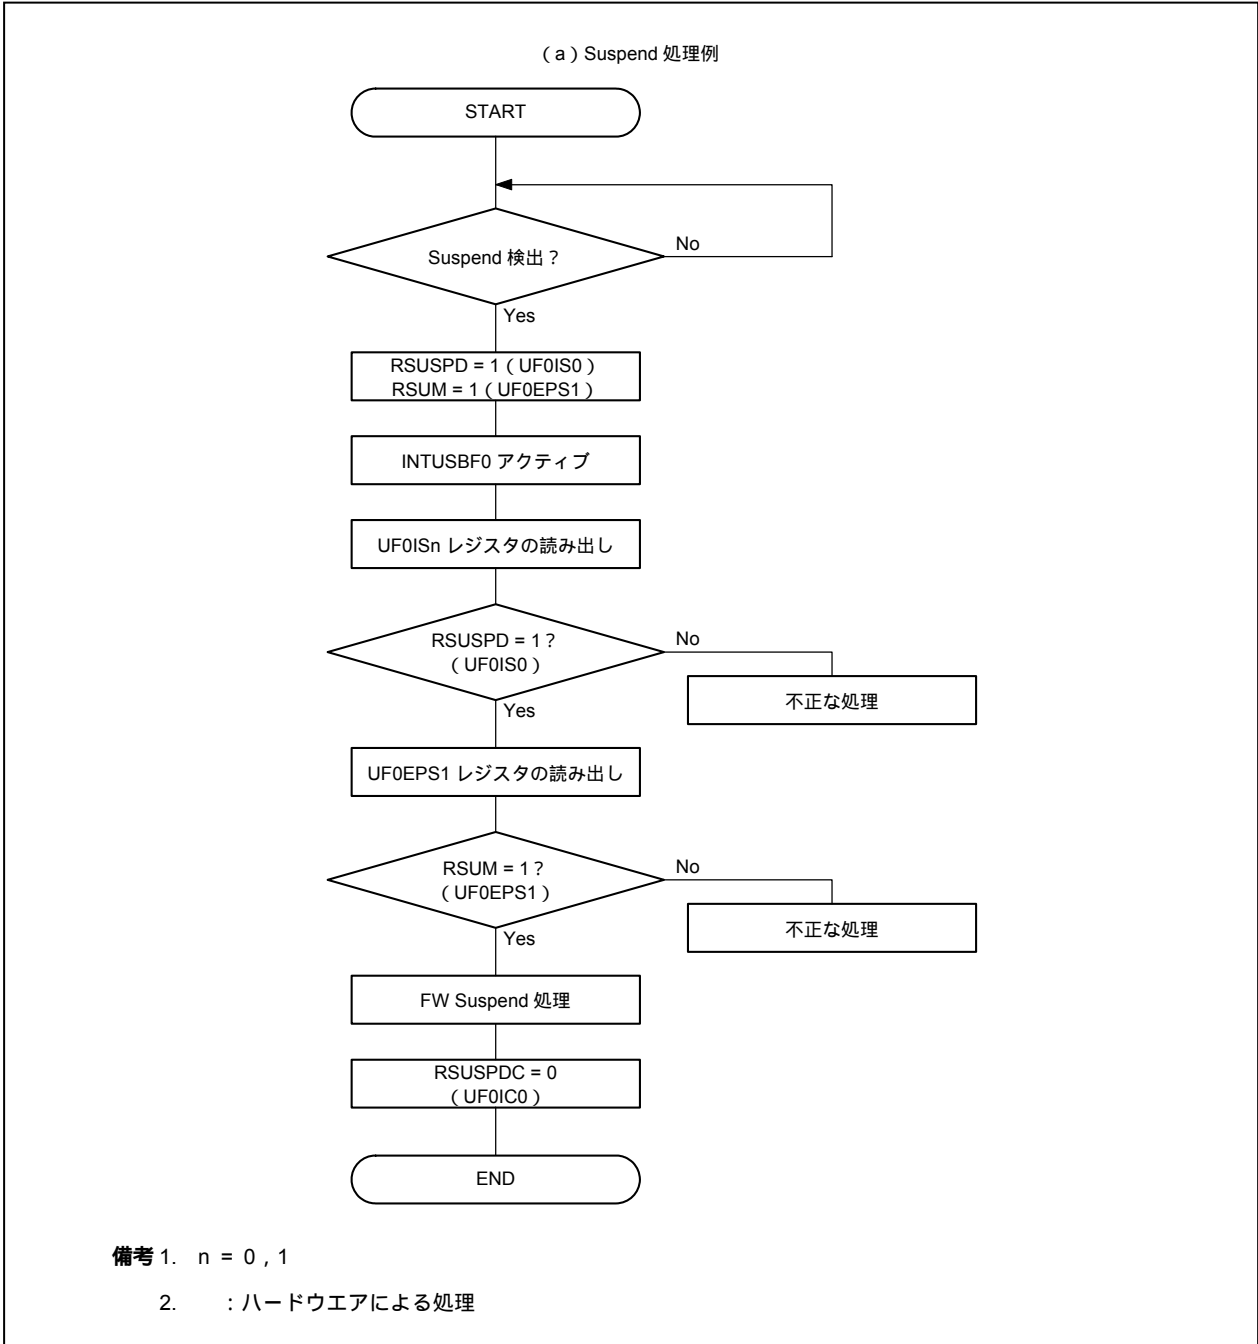 （a）Suspend 処理例
START
Suspend 検出？
No
Yes
RSUSPD = 1（UF0IS0）
RSUM = 1（UF0EPS1）
INTUSBF0 アクティブ
UF0ISn レジスタの読み出し
RSUSPD = 1？
（UF0IS0）
No
不正な処理
Yes
UF0EPS1 レジスタの読み出し
RSUM = 1？
（UF0EPS1）
No
不正な処理
Yes
FW Suspend 処理
RSUSPDC = 0
（UF0IC0）
END
備考 1. n = 0，1
2. ：ハードウエアによる処理